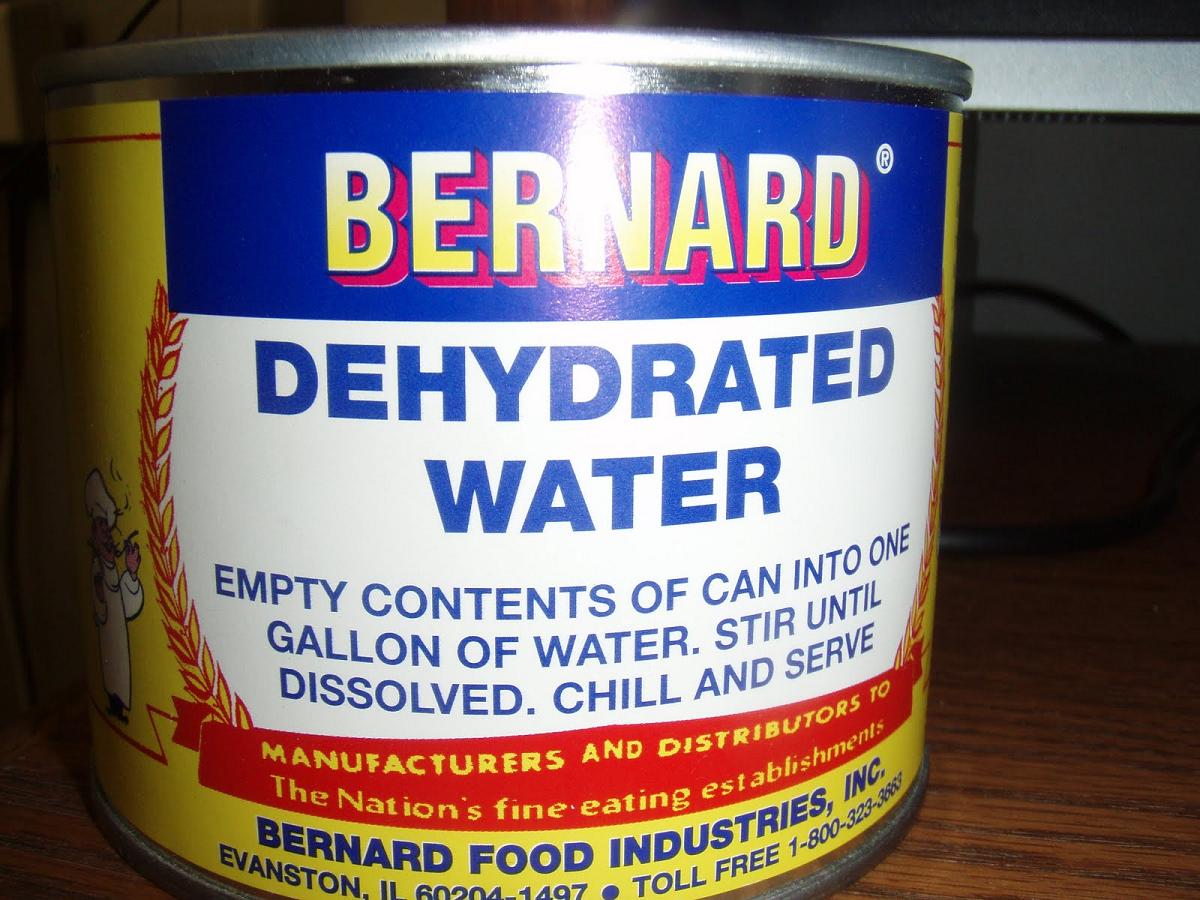 BERNARD®
DEHYDRATED
WATER
EMPTY CONTENTS OF CAN INTO ONE
GALLON OF WATER. STIR UNTIL
DISSOLVED. CHILL AND SERVE
MANUFACTURERS AND DISTRIBUTORS TO
The Nation's fine eating establishments
BERNARD FOOD INDUSTRIES, INC.
EVANSTON, IL 60204-1497 • TOLL FREE 1-800-323-3663